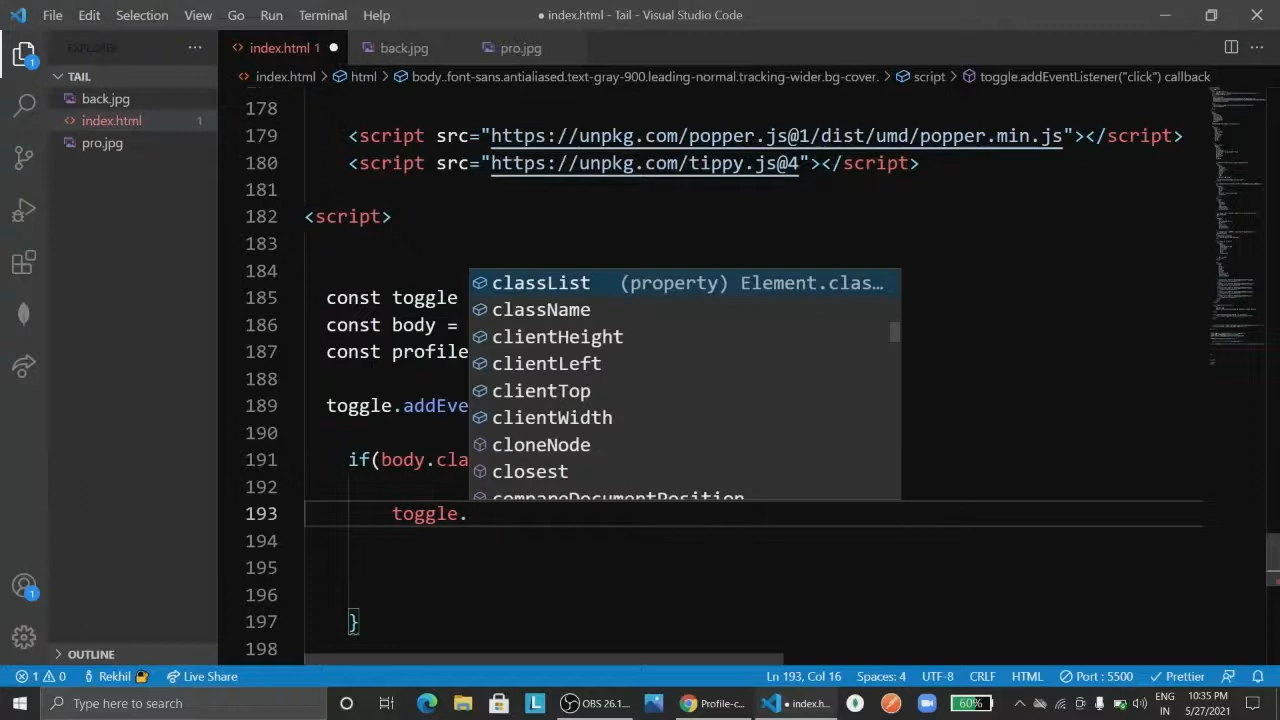 File Edit Selection View Go Run Terminal Help
● index.html - Tail - Visual Studio Code
EXPLORER ...
<> index.html 1 ●
back.jpg
pro.jpg
TAIL
back.jpg
index.html 1
pro.jpg
<> index.html > html > body..font-sans.antialiased.text-gray-900.leading-normal.tracking-wider.bg-cover. > script > toggle.addEventListener("click") callback
178
179 <script src="https://unpkg.com/popper.js@1/dist/umd/popper.min.js"></script>
180 <script src="https://unpkg.com/tippy.js@4"></script>
181
182 <script>
183
184
185 const toggle
186 const body =
187 const profile
188
189 toggle.addEve
190
191 if(body.cla
192
193 toggle.
194
195
196
197 }
198
classList (property) Element.clas…
className
clientHeight
clientLeft
clientTop
clientWidth
cloneNode
closest
compareDocumentPosition
OUTLINE
1 0 Rekhil Live Share
Ln 193, Col 16 Spaces: 4 UTF-8 CRLF HTML Port : 5500 Prettier
Type here to search
OBS 26.1...
Profile-c...
● index.h...
60%
ENG
IN
10:35 PM
5/27/2021